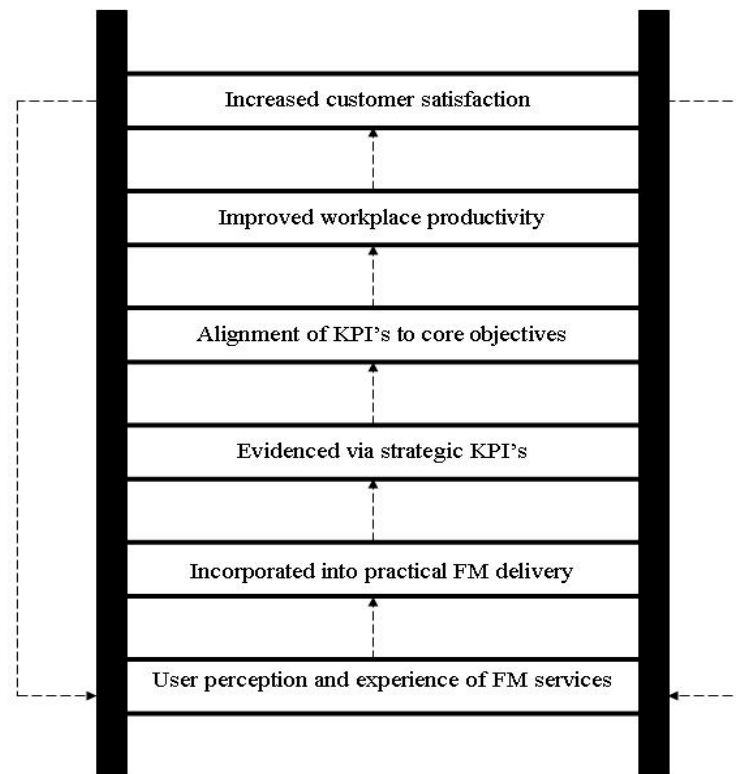 Increased customer satisfaction
Improved workplace productivity
Alignment of KPI's to core objectives
Evidenced via strategic KPI's
Incorporated into practical FM delivery
User perception and experience of FM services